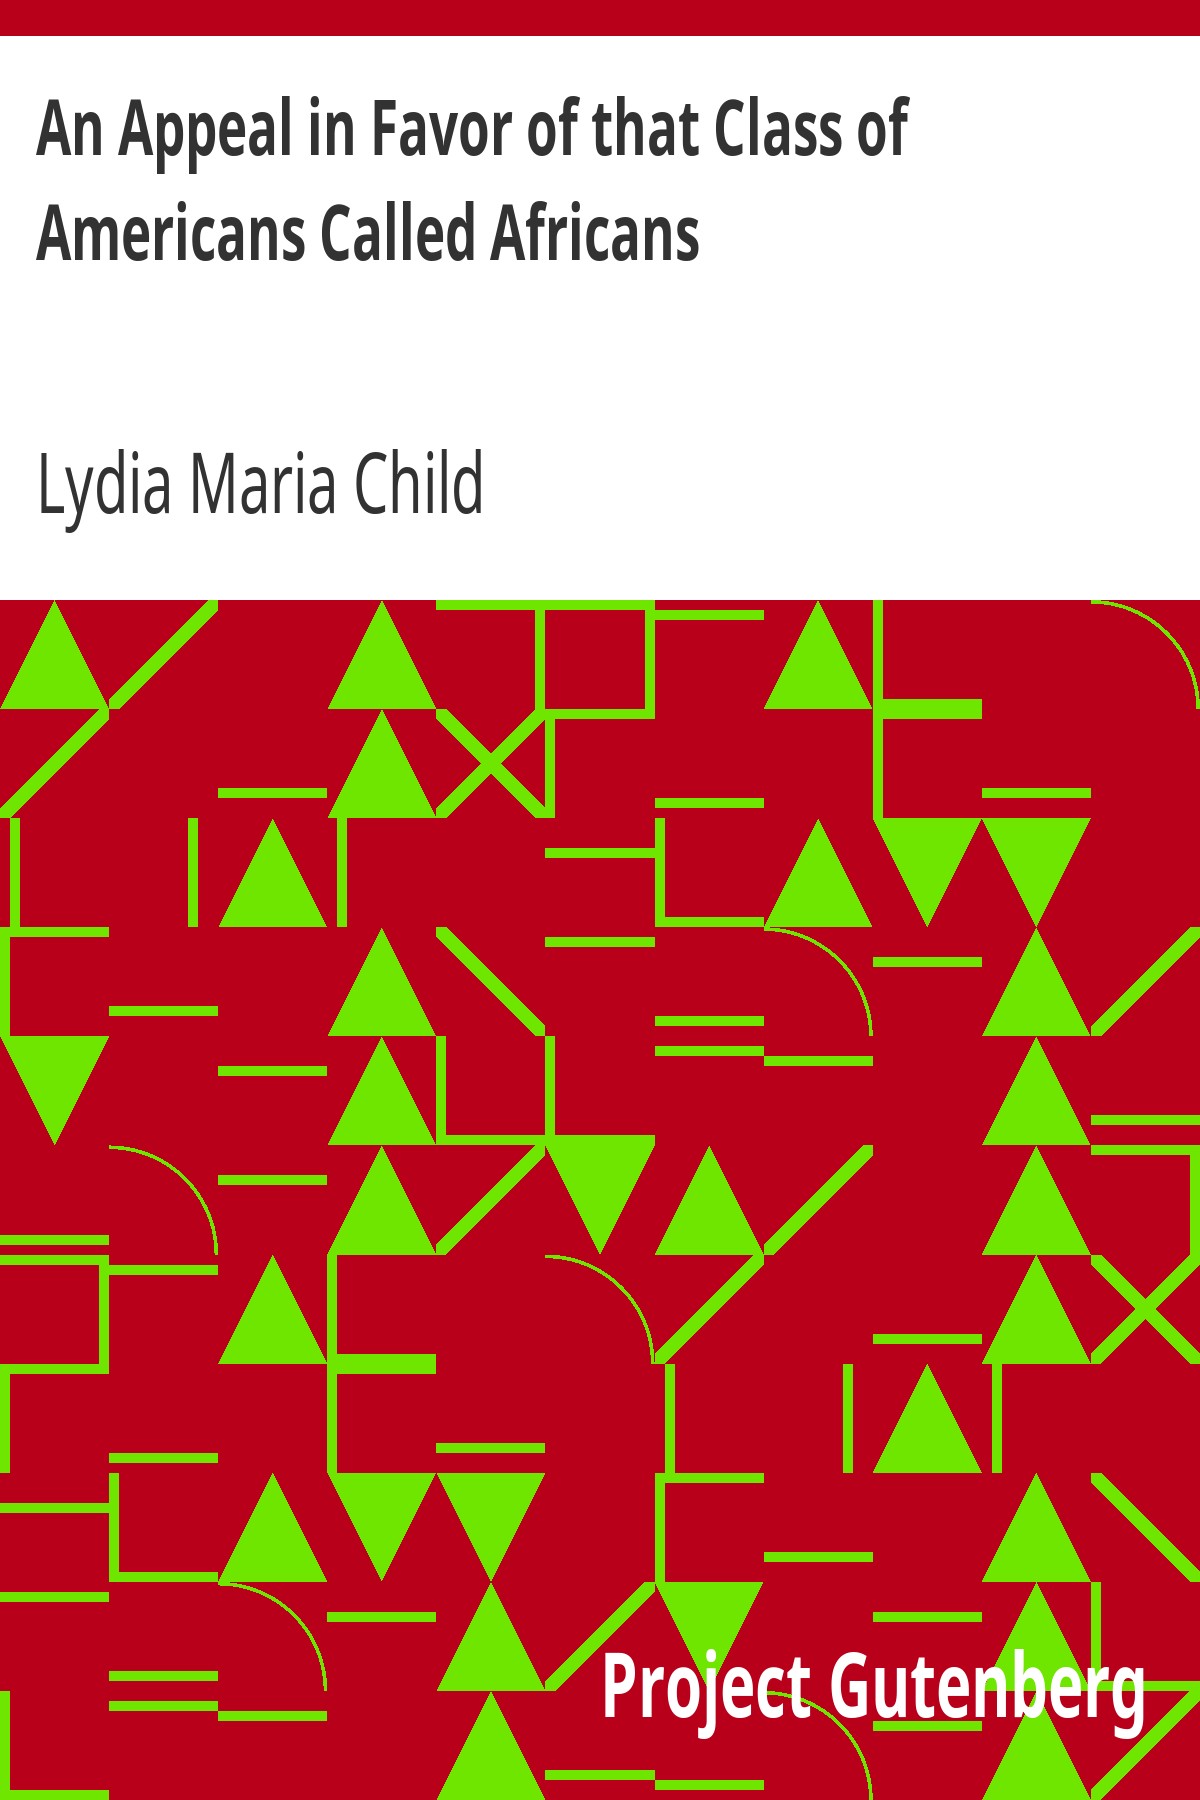 An Appeal in Favor of that Class of
Americans Called Africans
Lydia Maria Child
Project Gutenberg